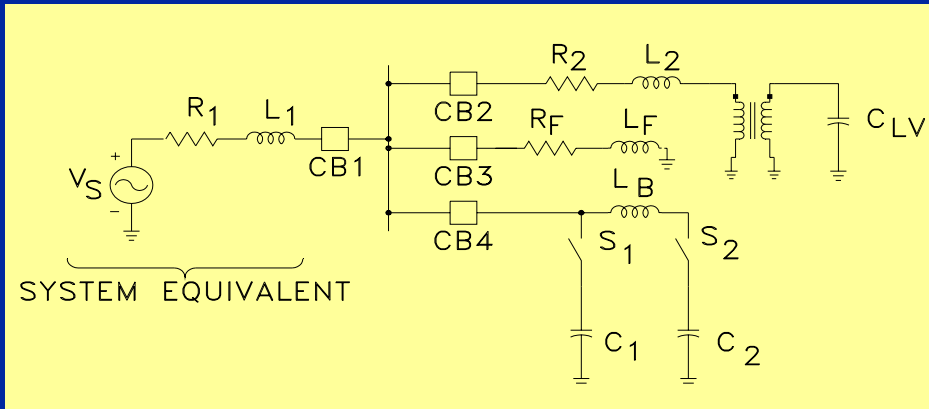 R2
L2
R1
L1
CB1
CB2
CLV
RF
LF
CB3
+
VS
−
LB
CB4
S1
S2
SYSTEM EQUIVALENT
C1
C2